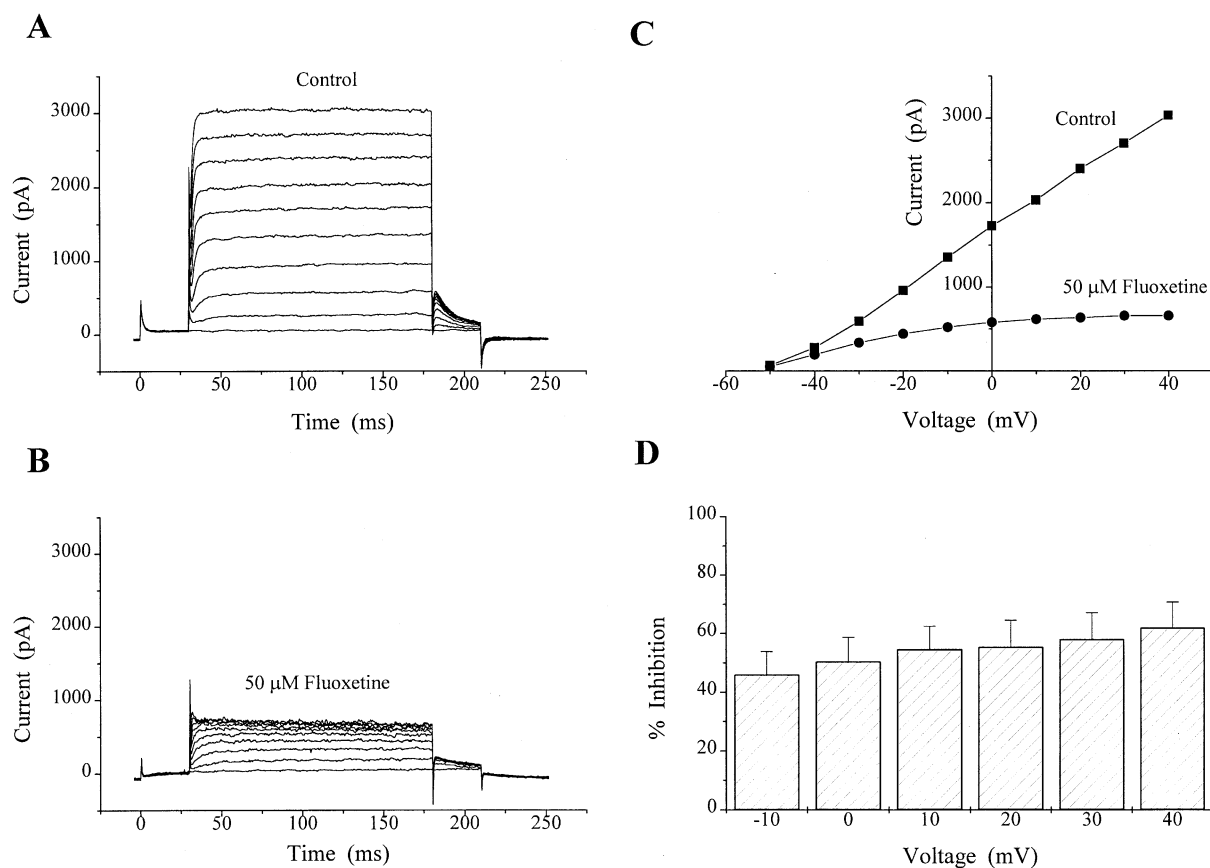 A
Control
3000
2000
1000
0
Current (pA)
0 50 100 150 200 250
Time (ms)
B
50 μM Fluoxetine
3000
2000
1000
0
Current (pA)
0 50 100 150 200 250
Time (ms)
C
Current (pA)
3000
2000
1000
Control
50 μM Fluoxetine
-60 -40 -20 0 20 40
Voltage (mV)
D
100
80
60
40
20
0
% Inhibition
-10 0 10 20 30 40
Voltage (mV)